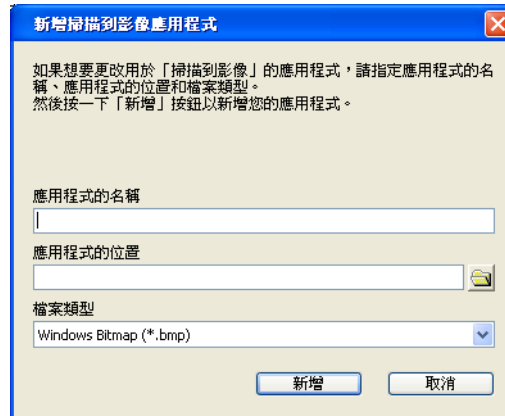 新增掃描到影像應用程式
如果想要更改用於「掃描到影像」的應用程式，請指定應用程式的名
稱、應用程式的位置和檔案類型。
然後按一下「新增」按鈕以新增您的應用程式。
應用程式的名稱
應用程式的位置
檔案類型
Windows Bitmap (*.bmp)
新增
取消